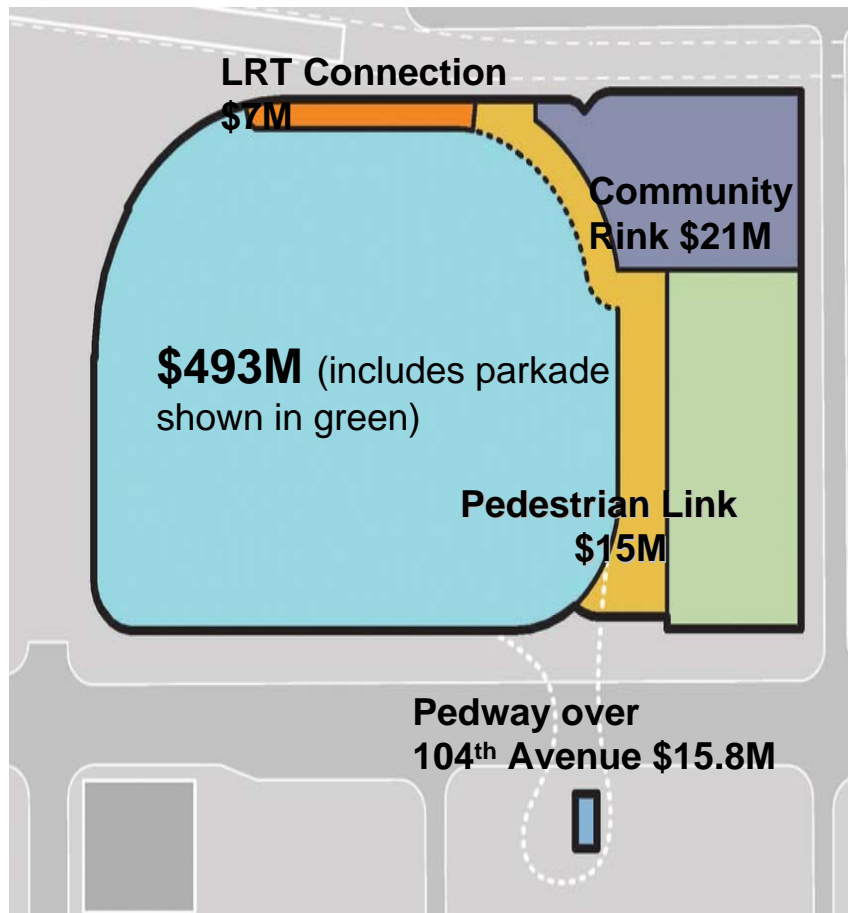 LRT Connection
$7M
Community
Rink $21M
$493M (includes parkade
shown in green)
Pedestrian Link
$15M
Pedway over
104th Avenue $15.8M